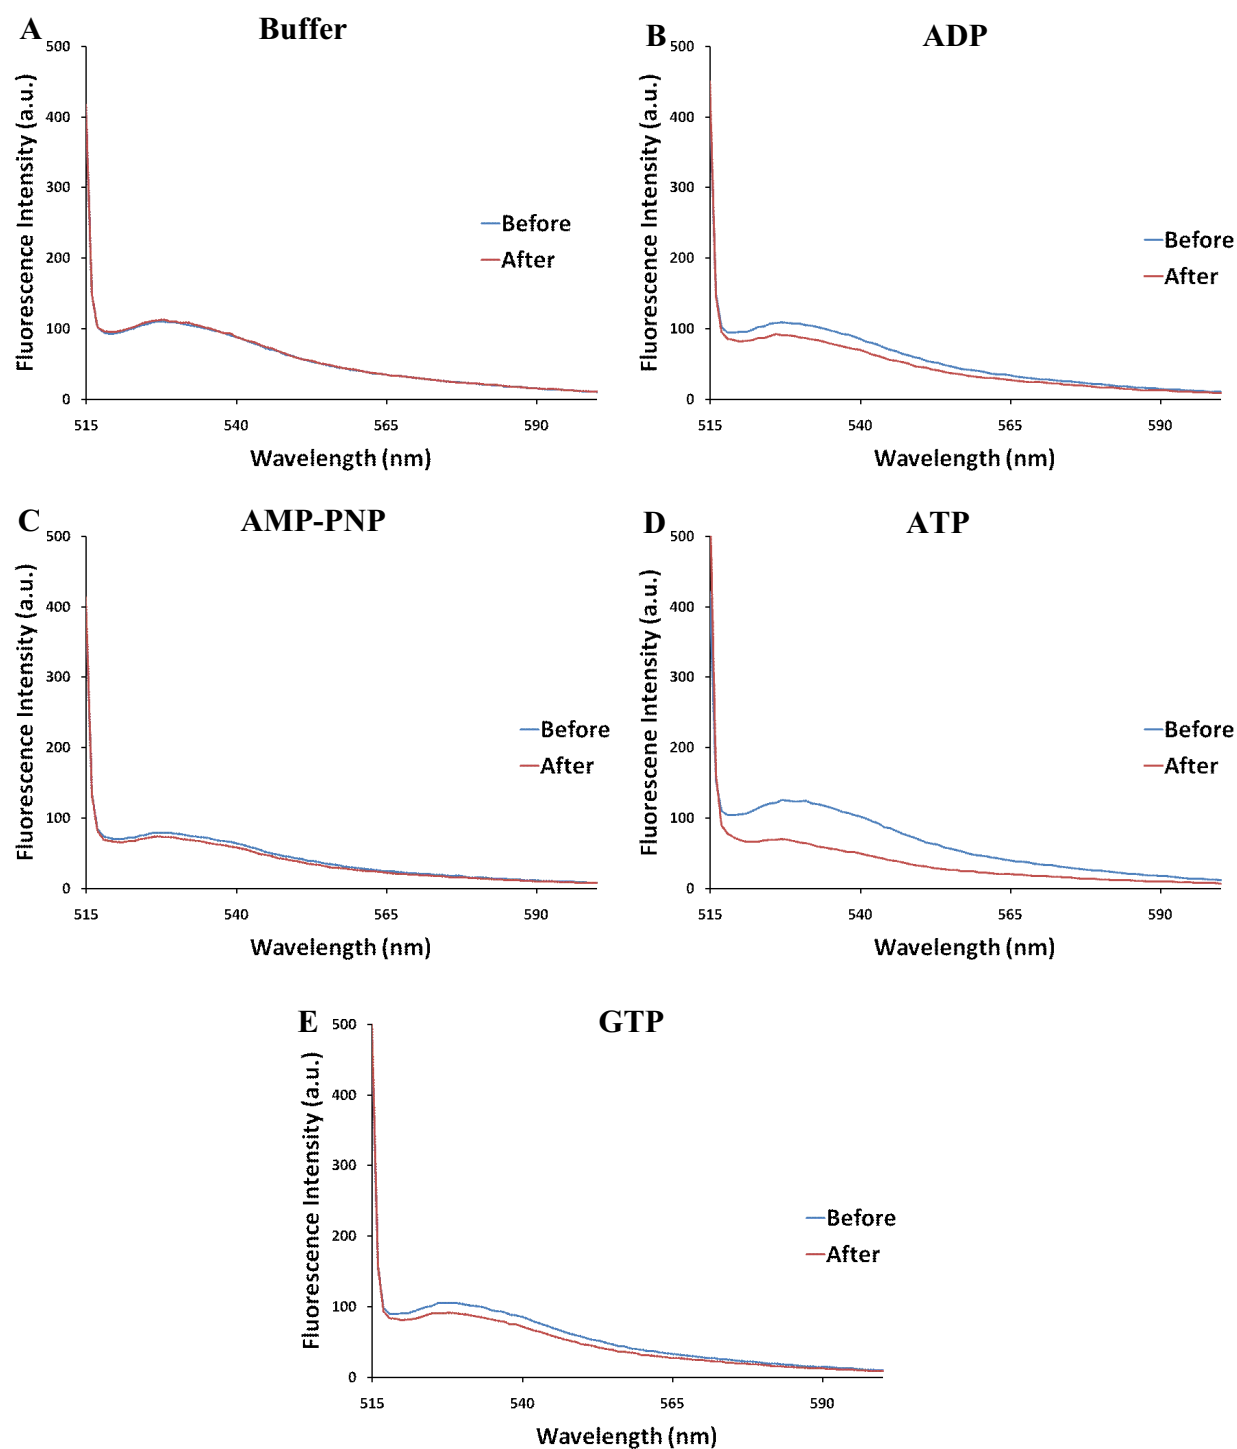 A
Buffer
500
400
300
200
100
0
515
540
565
590
Fluorescence Intensity (a.u.)
Wavelength (nm)
Before
After
B
ADP
500
400
300
200
100
0
515
540
565
590
Fluorescence Intensity (a.u.)
Wavelength (nm)
Before
After
C
AMP-PNP
500
400
300
200
100
0
515
540
565
590
Fluorescence Intensity (a.u.)
Wavelength (nm)
Before
After
D
ATP
500
400
300
200
100
0
515
540
565
590
Fluorescene Intensity (a.u.)
Wavelength (nm)
Before
After
E
GTP
500
400
300
200
100
0
515
540
565
590
Fluorescence Intensity (a.u.)
Wavelength (nm)
Before
After